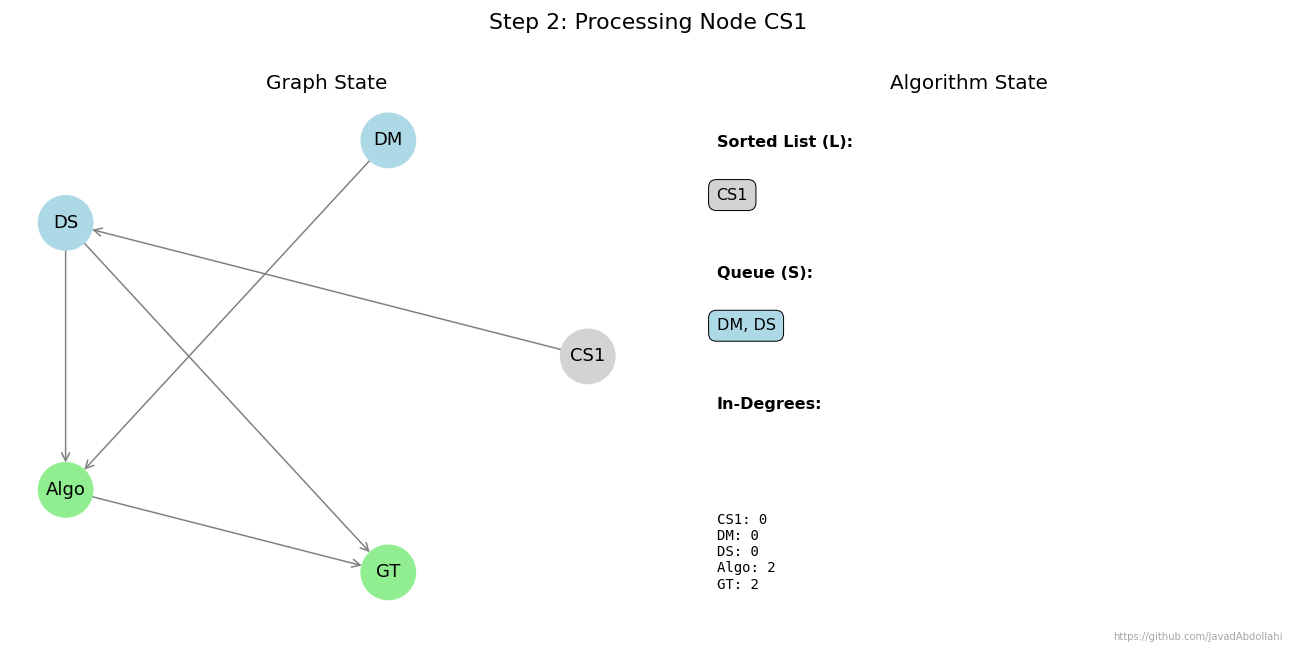 Step 2: Processing Node CS1
Graph State
DM
DS
CS1
Algo
GT
Algorithm State
Sorted List (L):
CS1
Queue (S):
DM, DS
In-Degrees:
CS1: 0
DM: 0
DS: 0
Algo: 2
GT: 2
https://github.com/JavadAbdollahi